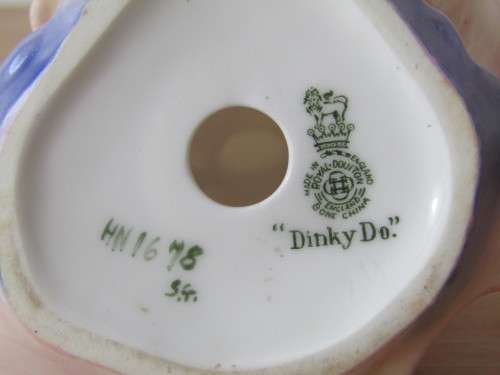 MADE IN ENGLAND
ROYAL·DOULTON
ENGLAND
BONE CHINA
"Dinky Do."
HN1678
S.G.